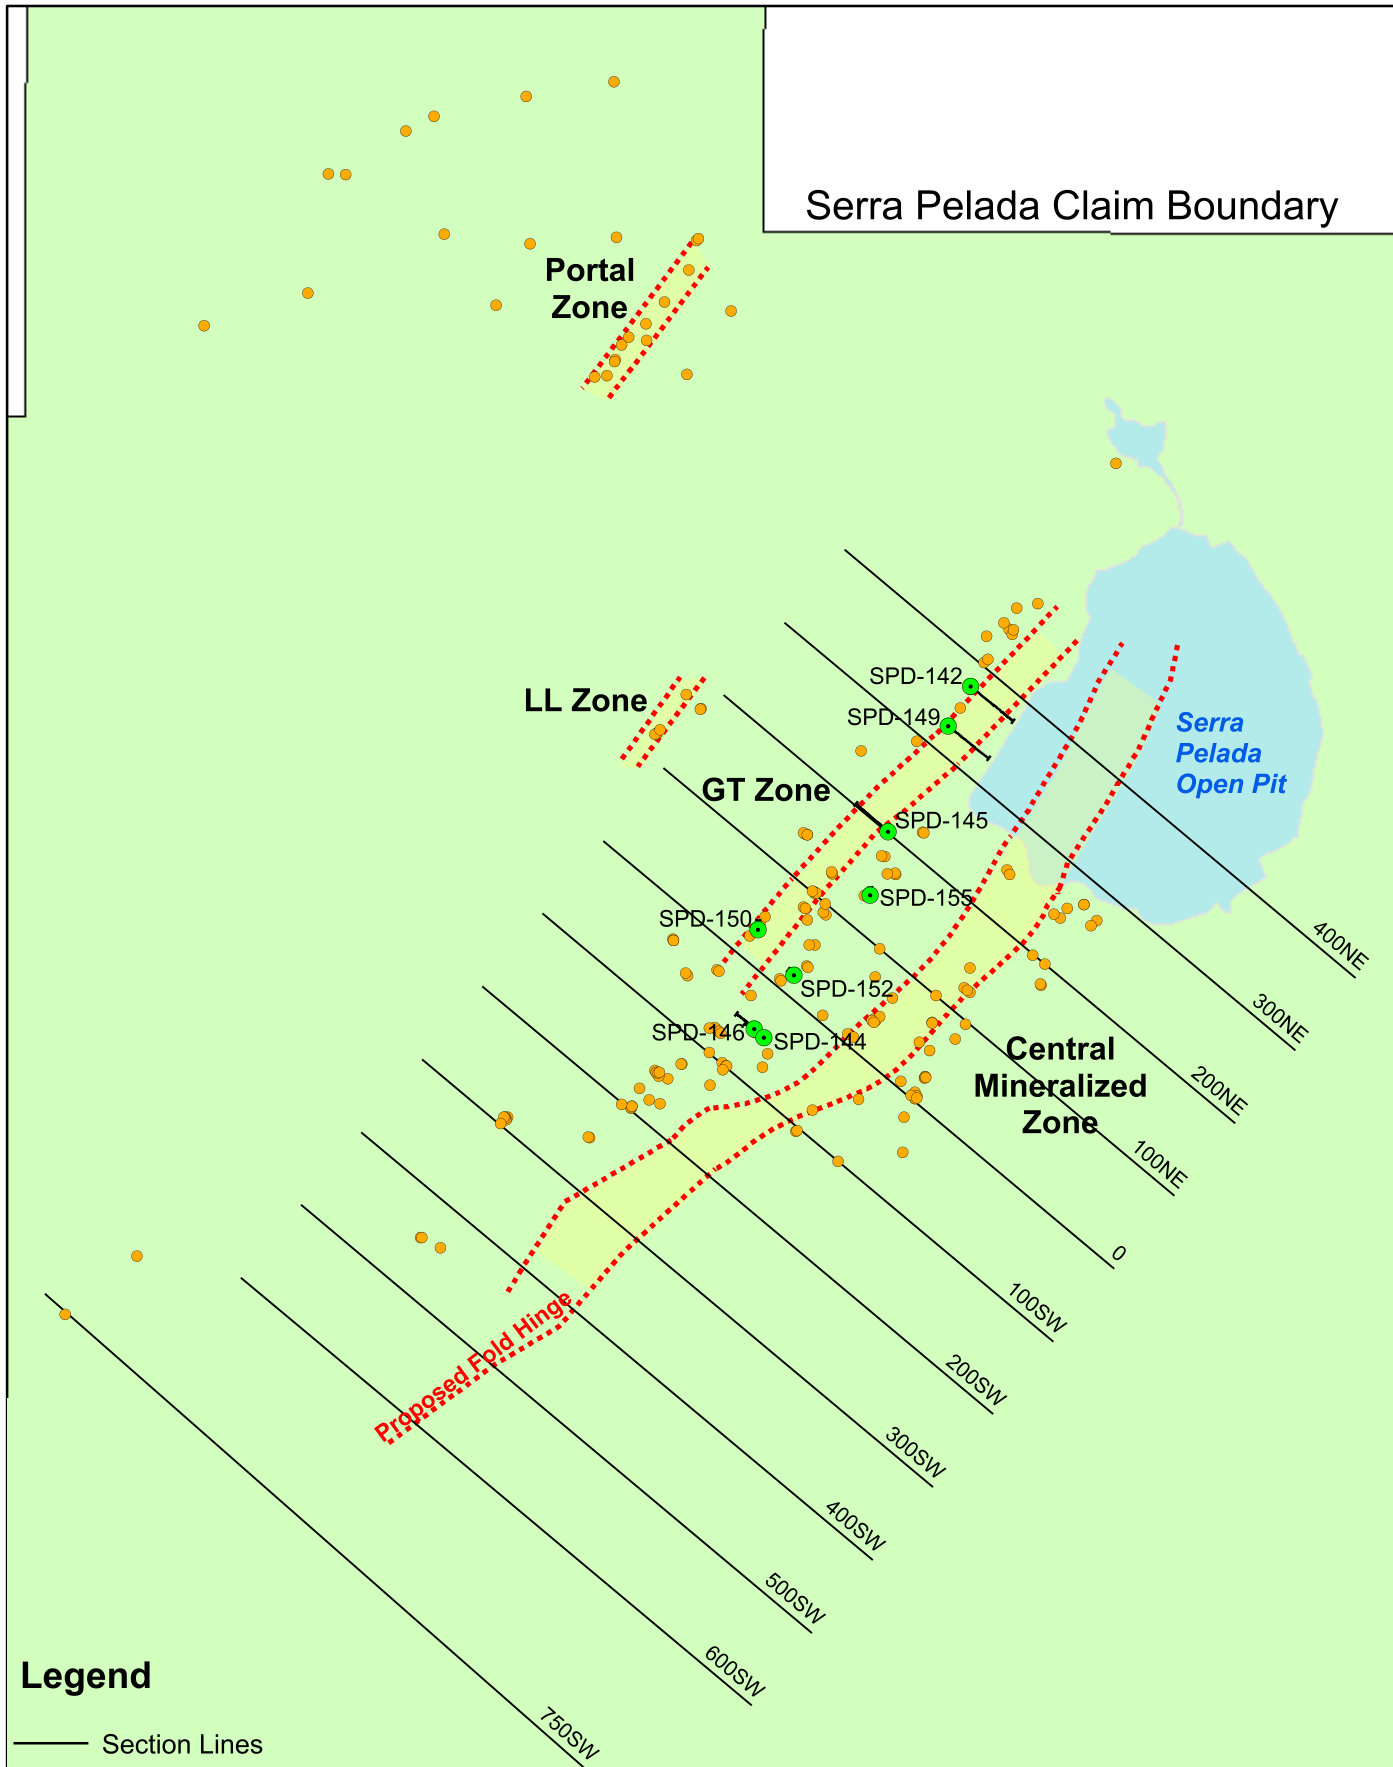 Serra Pelada Claim Boundary
Portal
Zone
SPD-142
LL Zone
SPD-149
Serra
Pelada
Open Pit
GT Zone
SPD-145
SPD-155
SPD-150
400NE
SPD-152
300NE
SPD-146
SPD-144
Central
Mineralized
Zone
200NE
100NE
0
100SW
Proposed Fold Hinge
200SW
300SW
400SW
500SW
600SW
750SW
Legend
Section Lines